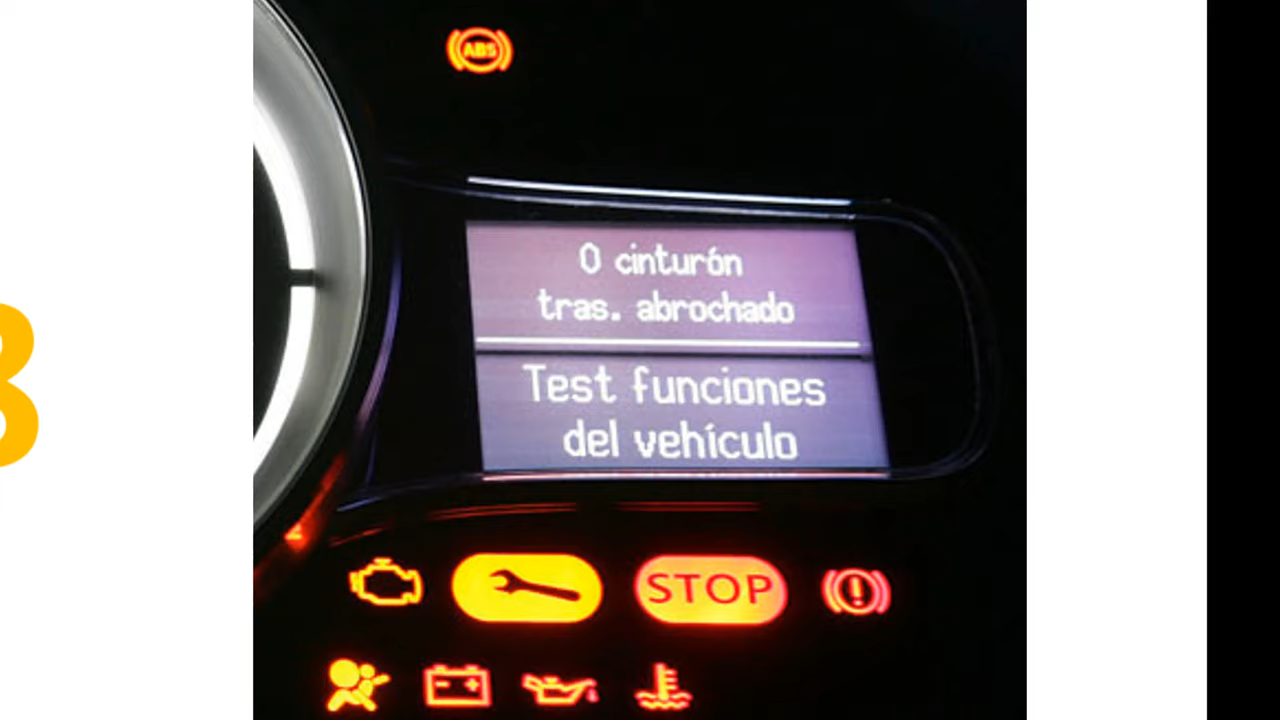 ABS
0 cinturón
tras. abrochado
Test funciones
del vehículo
STOP